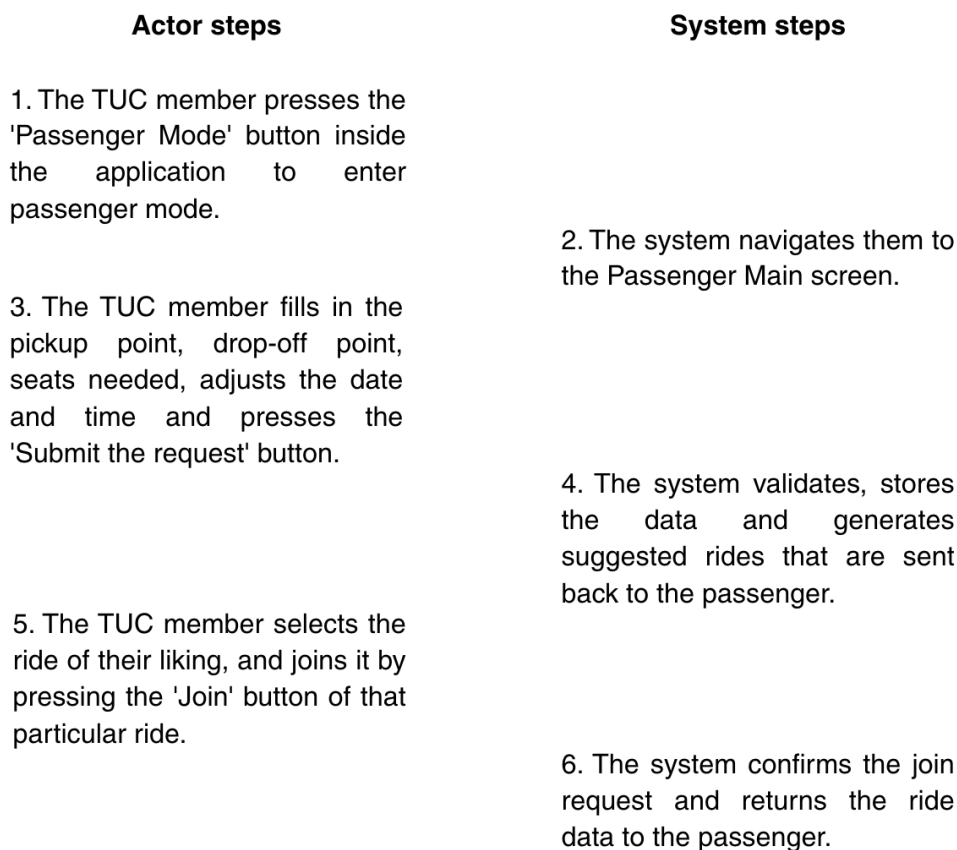 Actor steps
System steps
1. The TUC member presses the
'Passenger Mode' button inside
the application to enter
passenger mode.
2. The system navigates them to
the Passenger Main screen.
3. The TUC member fills in the
pickup point, drop-off point,
seats needed, adjusts the date
and time and presses the
'Submit the request' button.
4. The system validates, stores
the data and generates
suggested rides that are sent
back to the passenger.
5. The TUC member selects the
ride of their liking, and joins it by
pressing the 'Join' button of that
particular ride.
6. The system confirms the join
request and returns the ride
data to the passenger.